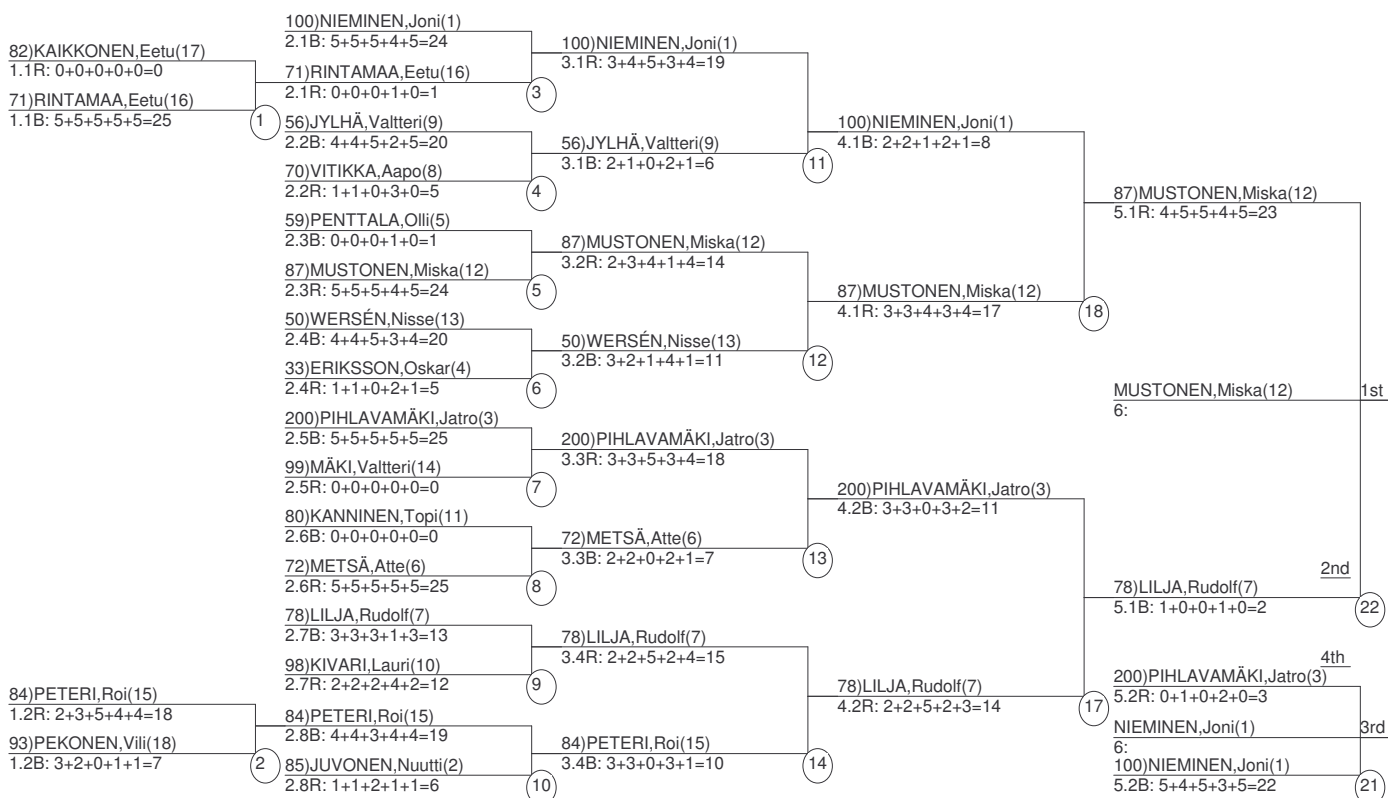 82)KAIKKONEN,Eetu(17)
1.1R: 0+0+0+0+0=0
71)RINTAMAA,Eetu(16)
1.1B: 5+5+5+5+5=25
1
84)PETERI,Roi(15)
1.2R: 2+3+5+4+4=18
93)PEKONEN,Vili(18)
1.2B: 3+2+0+1+1=7
2
100)NIEMINEN,Joni(1)
2.1B: 5+5+5+4+5=24
71)RINTAMAA,Eetu(16)
2.1R: 0+0+0+1+0=1
3
56)JYLHÄ,Valtteri(9)
2.2B: 4+4+5+2+5=20
70)VITIKKA,Aapo(8)
2.2R: 1+1+0+3+0=5
4
59)PENTTALA,Olli(5)
2.3B: 0+0+0+1+0=1
87)MUSTONEN,Miska(12)
2.3R: 5+5+5+4+5=24
5
50)WERSÉN,Nisse(13)
2.4B: 4+4+5+3+4=20
33)ERIKSSON,Oskar(4)
2.4R: 1+1+0+2+1=5
6
200)PIHLAVAMÄKI,Jatro(3)
2.5B: 5+5+5+5+5=25
99)MÄKI,Valtteri(14)
2.5R: 0+0+0+0+0=0
7
80)KANNINEN,Topi(11)
2.6B: 0+0+0+0+0=0
72)METSÄ,Atte(6)
2.6R: 5+5+5+5+5=25
8
78)LILJA,Rudolf(7)
2.7B: 3+3+3+1+3=13
98)KIVARI,Lauri(10)
2.7R: 2+2+2+4+2=12
9
84)PETERI,Roi(15)
2.8B: 4+4+3+4+4=19
85)JUVONEN,Nuutti(2)
2.8R: 1+1+2+1+1=6
10
100)NIEMINEN,Joni(1)
3.1R: 3+4+5+3+4=19
56)JYLHÄ,Valtteri(9)
3.1B: 2+1+0+2+1=6
11
87)MUSTONEN,Miska(12)
3.2R: 2+3+4+1+4=14
50)WERSÉN,Nisse(13)
3.2B: 3+2+1+4+1=11
12
200)PIHLAVAMÄKI,Jatro(3)
3.3R: 3+3+5+3+4=18
72)METSÄ,Atte(6)
3.3B: 2+2+0+2+1=7
13
78)LILJA,Rudolf(7)
3.4R: 2+2+5+2+4=15
84)PETERI,Roi(15)
3.4B: 3+3+0+3+1=10
14
100)NIEMINEN,Joni(1)
4.1B: 2+2+1+2+1=8
87)MUSTONEN,Miska(12)
4.1R: 3+3+4+3+4=17
18
200)PIHLAVAMÄKI,Jatro(3)
4.2B: 3+3+0+3+2=11
78)LILJA,Rudolf(7)
4.2R: 2+2+5+2+3=14
17
87)MUSTONEN,Miska(12)
5.1R: 4+5+5+4+5=23
MUSTONEN,Miska(12)
1st
6:
2nd
78)LILJA,Rudolf(7)
5.1B: 1+0+0+1+0=2
22
4th
200)PIHLAVAMÄKI,Jatro(3)
5.2R: 0+1+0+2+0=3
NIEMINEN,Joni(1)
3rd
6:
100)NIEMINEN,Joni(1)
5.2B: 5+4+5+3+5=22
21